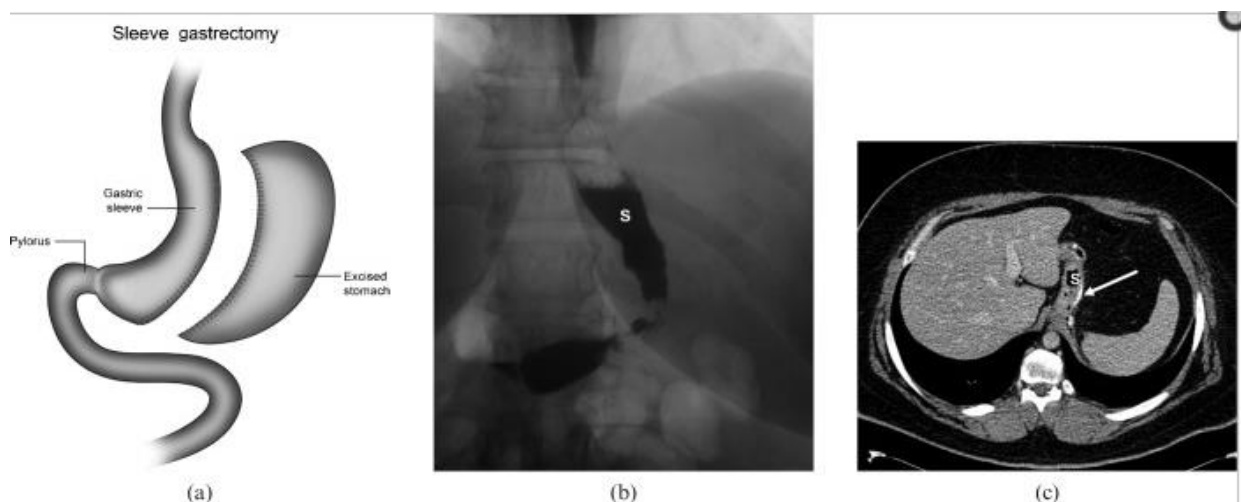 Sleeve gastrectomy
Gastric
sleeve
Pylorus
Excised
stomach
S
S
(a)
(b)
(c)